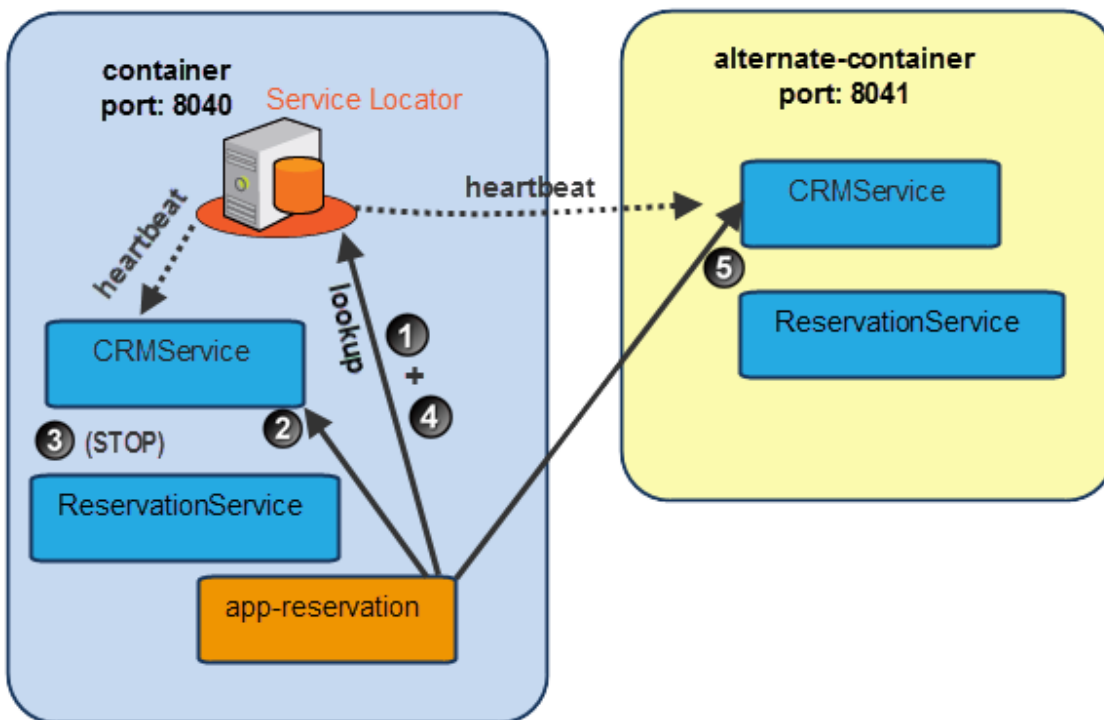 container
port: 8040
Service Locator
heartbeat
heartbeat
lookup
1
+
4
CRMService
3 (STOP)
2
ReservationService
app-reservation
alternate-container
port: 8041
CRMService
5
ReservationService